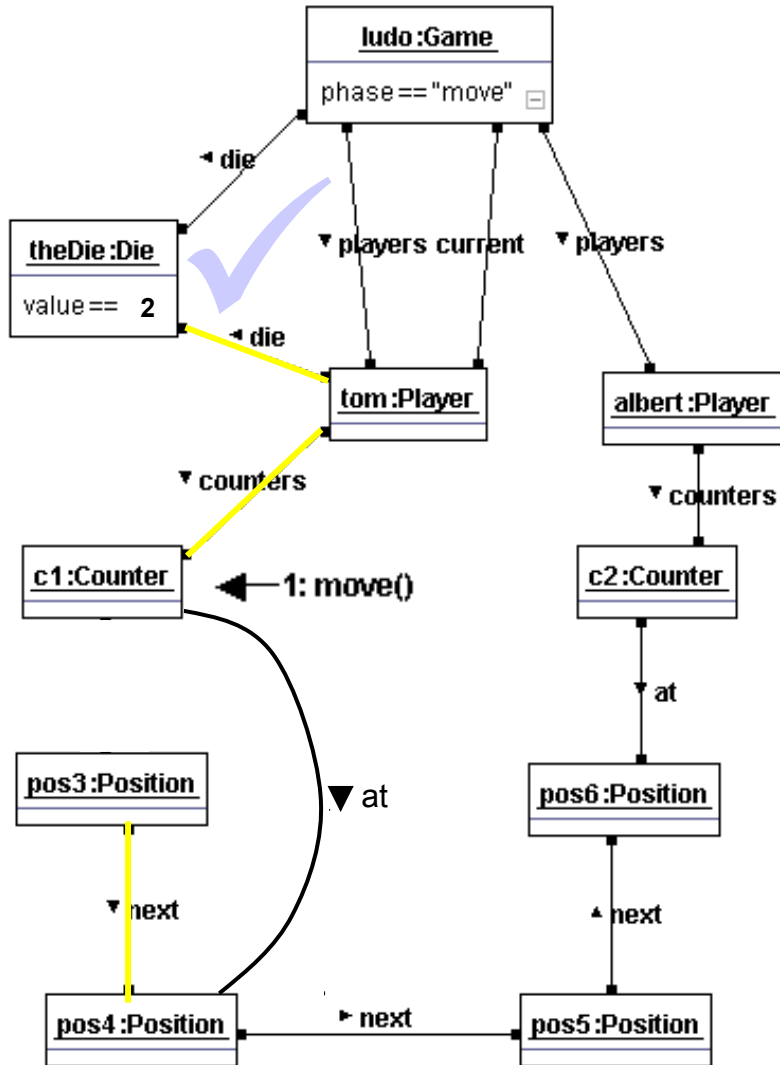 ludo:Game
phase=="move"
◄ die
theDie:Die
value== 2
▼ players
current
▼ players
◄ die
tom:Player
albert:Player
▼ counters
▼ counters
c1:Counter
1: move()
c2:Counter
▼ at
pos3:Position
pos6:Position
▼ at
▼ next
▲ next
pos4:Position
► next
pos5:Position